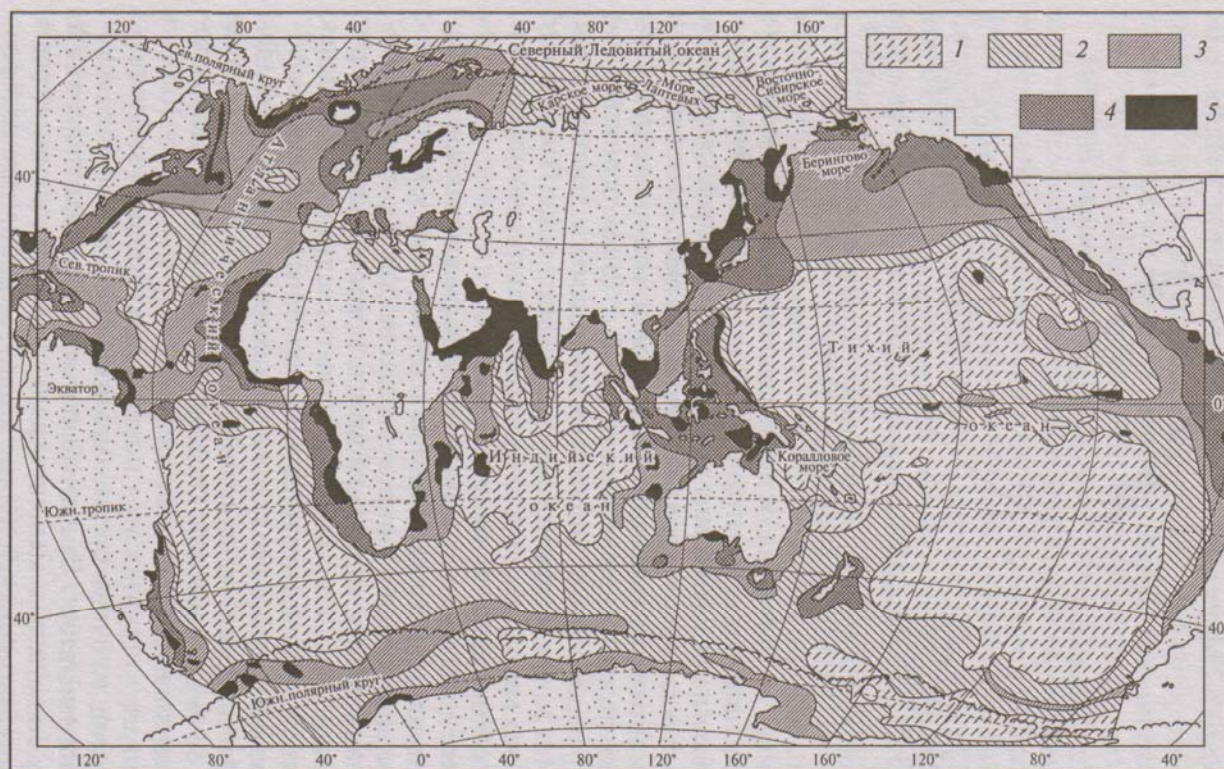 120° 80° 40° 0° 40° 80° 120° 160° 160° 120°
1 2 3
4 5
Сев. полярный круг
Северный Ледовитый океан
Карское море
Море Лаптевых
Восточно-Сибирское море
Берингово море
40°
Атлантический океан
Сев. тропик
Тихий
океан
Экватор
0°
Индийский
океан
Коралловое море
Южн. тропик
40°
40°
Южн. полярный круг
120° 80° 40° 0° 40° 80° 120° 160° 160° 120° 80° 40°